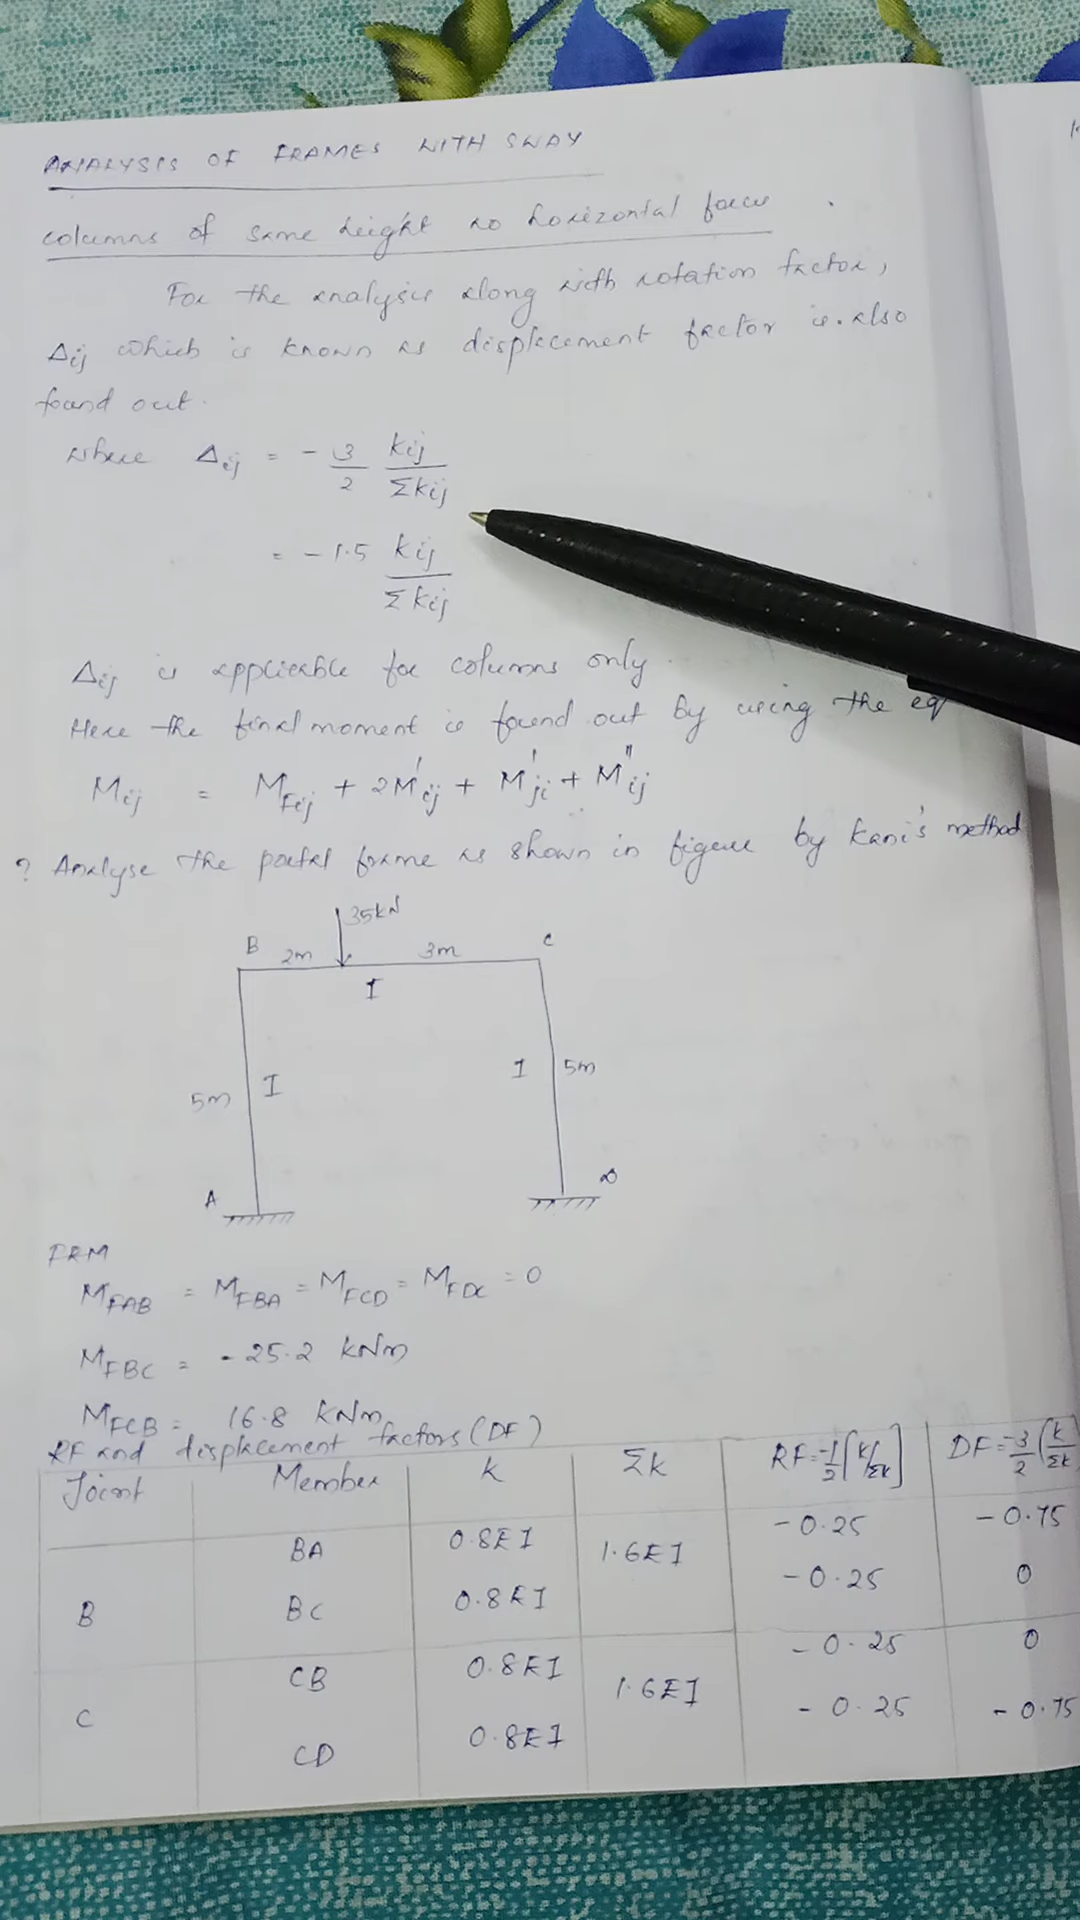 ANALYSIS OF FRAMES WITH SWAY
columns of same height no horizontal force
For the analysis along with rotation factor,
Δij which is known as displacement factor is also
found out.
where Δij = - 3/2 kij/Σkij
= -1.5 kij/Σkij
Δij is applicable for columns only.
Here the final moment is found out by using the eq
Mij = MFij + 2M'ij + M'ji + M''ij
? Analyse the portal frame as shown in figure by Kani's method
35kN
B 2m 3m C
I
5m I I 5m
A D
FEM
MFAB = MFBA = MFCD = MFDC = 0
MFBC = -25.2 kNm
MFCB = 16.8 kNm
RF and displacement factors (DF)
Joint Member k Σk RF=-1/2[k/Σk] DF=-3/2(k/Σk
BA 0.8EI 1.6EI -0.25 -0.75
B BC 0.8EI -0.25 0
CB 0.8EI 1.6EI -0.25 0
C CD 0.8EI -0.25 -0.75